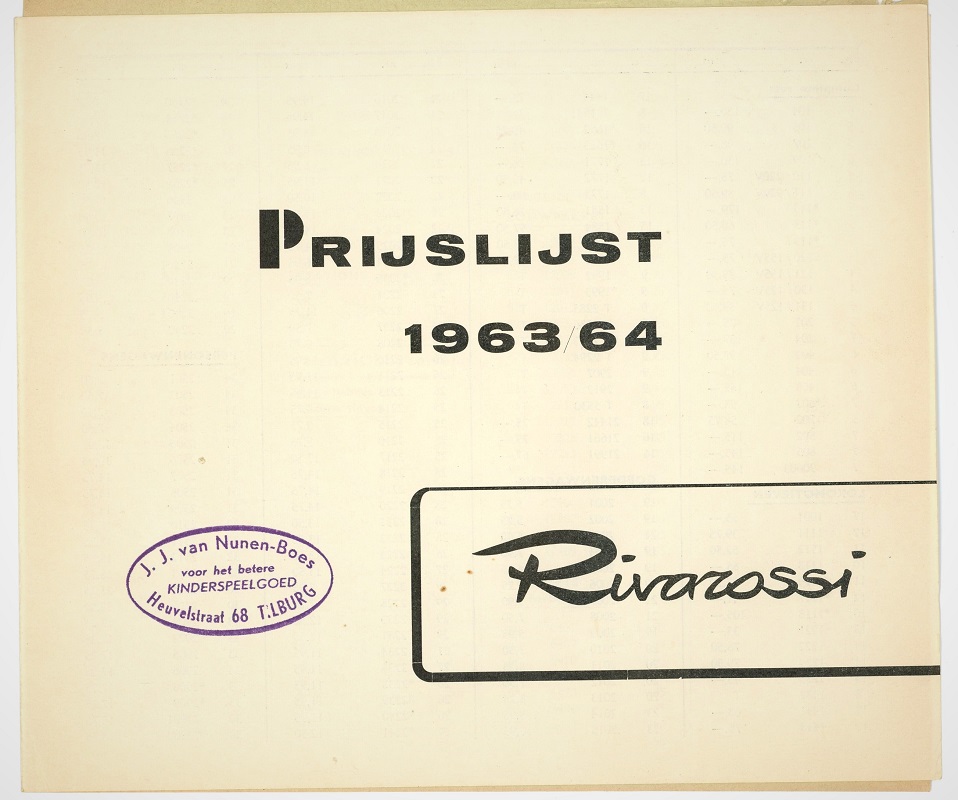 PRIJSLIJST
1963/64
Rivarossi
J. J. van Nunen-Boes
voor het betere
KINDERSPEELGOED
Heuvelstraat 68 TILBURG